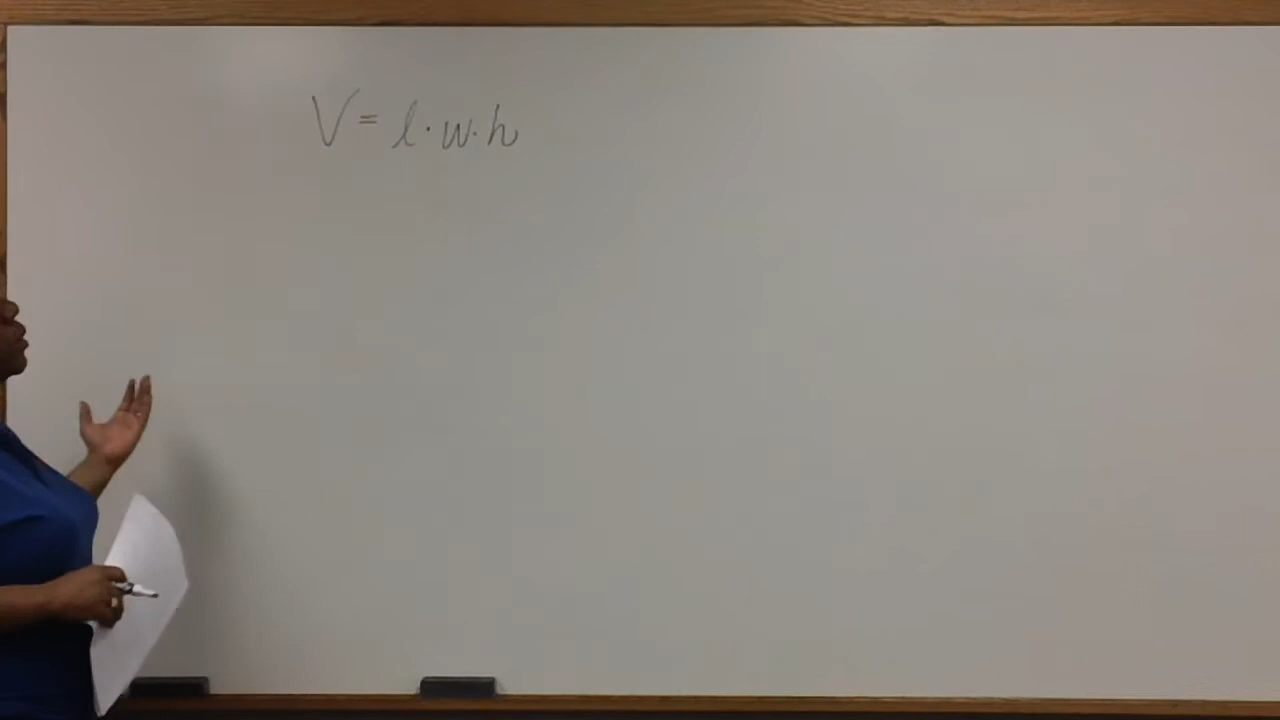 V = l · w · h